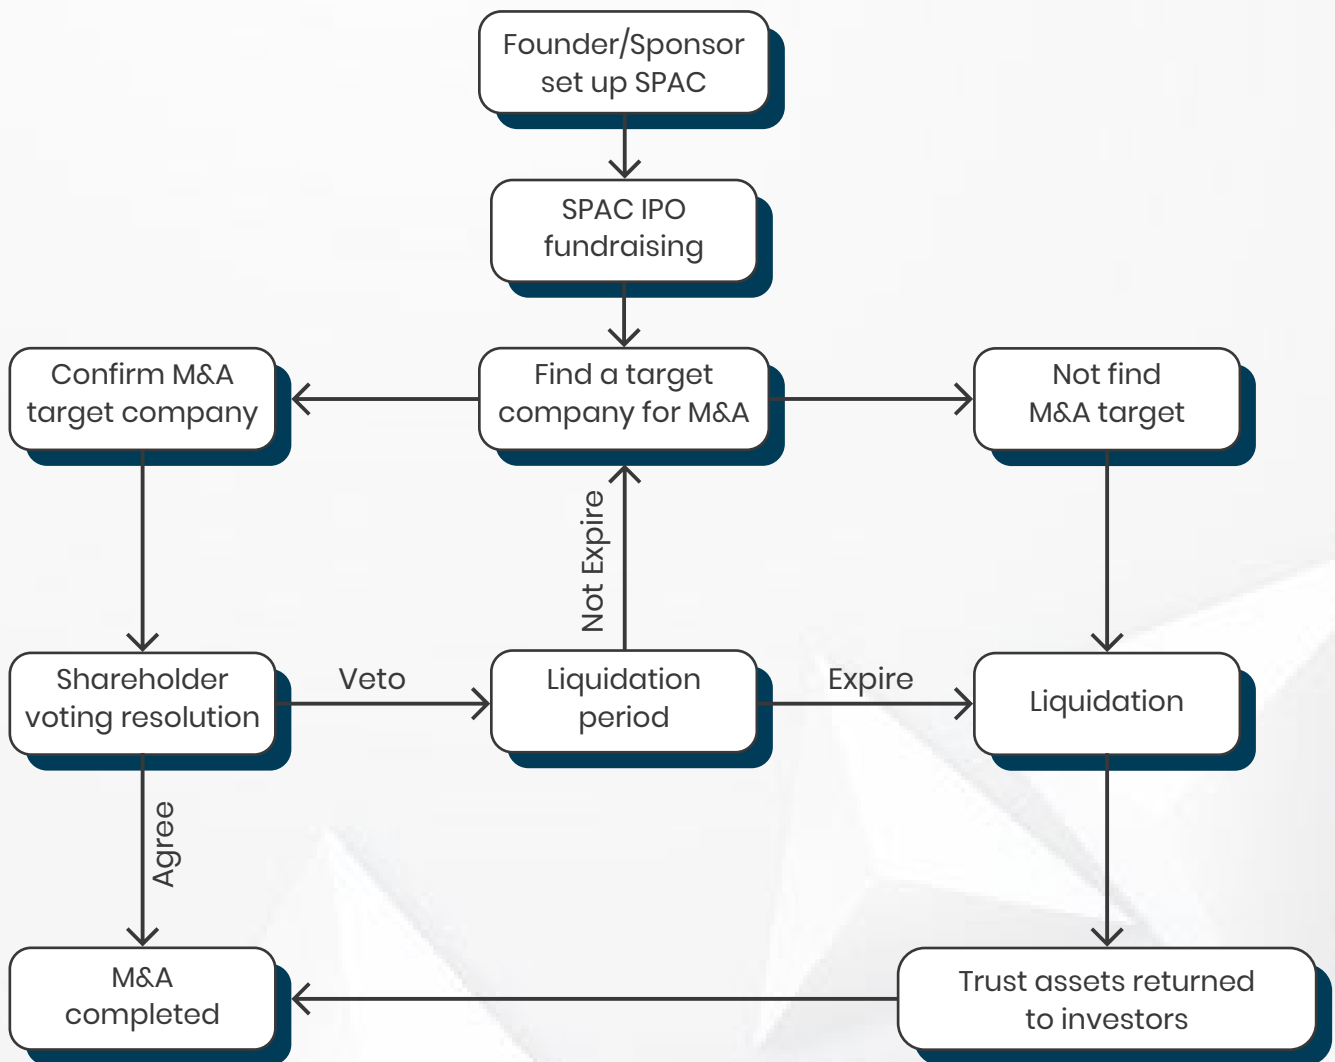 Founder/Sponsor
set up SPAC
SPAC IPO
fundraising
Confirm M&A
target company
Find a target
company for M&A
Not find
M&A target
Not Expire
Shareholder
voting resolution
Veto
Liquidation
period
Expire
Liquidation
Agree
M&A
completed
Trust assets returned
to investors